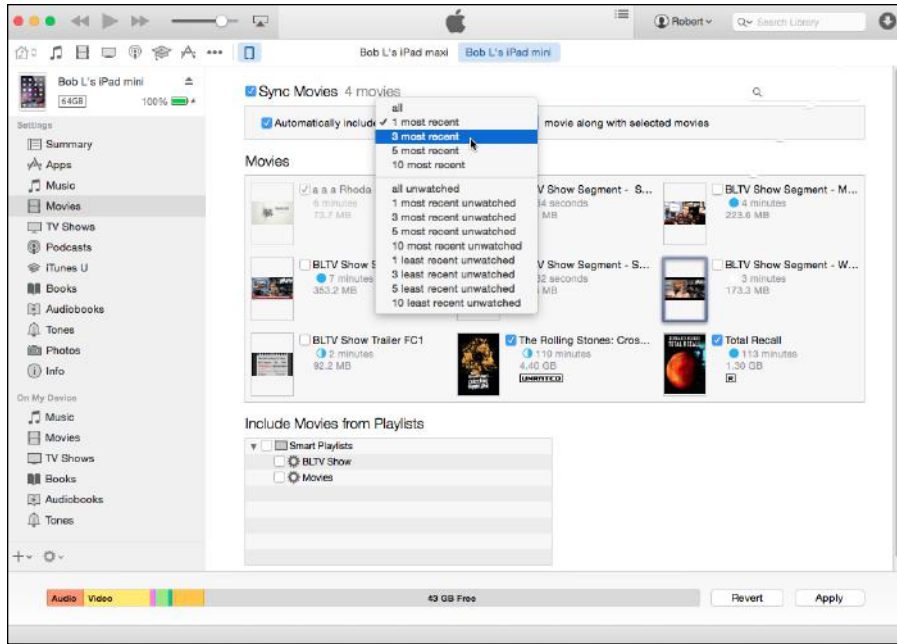 Robert
Search Library
Bob L's iPad maxi
Bob L's iPad mini
Bob L's iPad mini
64GB
100%
Settings
Summary
Apps
Music
Movies
TV Shows
Podcasts
iTunes U
Books
Audiobooks
Tones
Photos
Info
On My Device
Music
Movies
TV Shows
Books
Audiobooks
Tones
Sync Movies 4 movies
Automatically include
movie along with selected movies
all
✓ 1 most recent
3 most recent
5 most recent
10 most recent
all unwatched
1 most recent unwatched
3 most recent unwatched
5 most recent unwatched
10 most recent unwatched
1 least recent unwatched
3 least recent unwatched
5 least recent unwatched
10 least recent unwatched
Movies
a a a Rhoda
6 minutes
73.7 MB
V Show Segment - S...
seconds
MB
BLTV Show Segment - M...
4 minutes
223.6 MB
BLTV Show S
7 minutes
353.2 MB
V Show Segment - S...
seconds
MB
BLTV Show Segment - W...
3 minutes
173.3 MB
BLTV Show Trailer FC1
2 minutes
92.2 MB
The Rolling Stones: Cros...
119 minutes
4.40 GB
UNRATED
Total Recall
113 minutes
1.30 GB
R
Include Movies from Playlists
Smart Playlists
BLTV Show
Movies
Audio
Video
43 GB Free
Revert
Apply